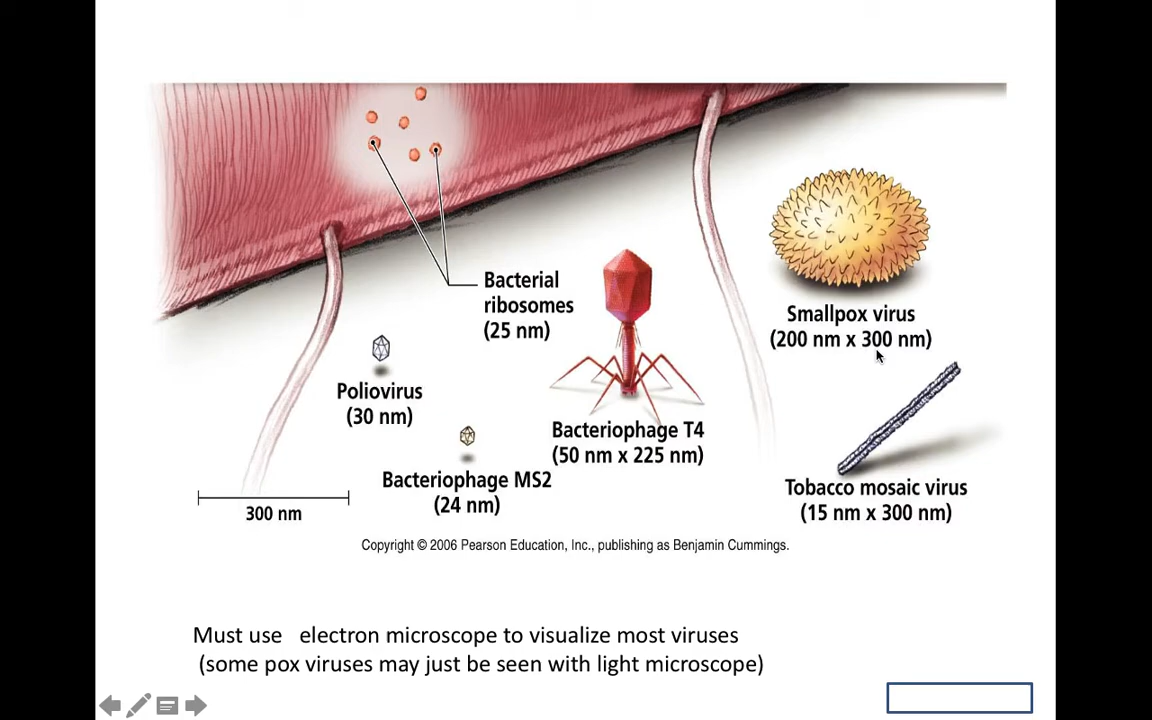 Bacterial
ribosomes
(25 nm)
Smallpox virus
(200 nm x 300 nm)
Poliovirus
(30 nm)
Bacteriophage T4
(50 nm x 225 nm)
Bacteriophage MS2
(24 nm)
Tobacco mosaic virus
(15 nm x 300 nm)
300 nm
Copyright © 2006 Pearson Education, Inc., publishing as Benjamin Cummings.
Must use electron microscope to visualize most viruses
(some pox viruses may just be seen with light microscope)